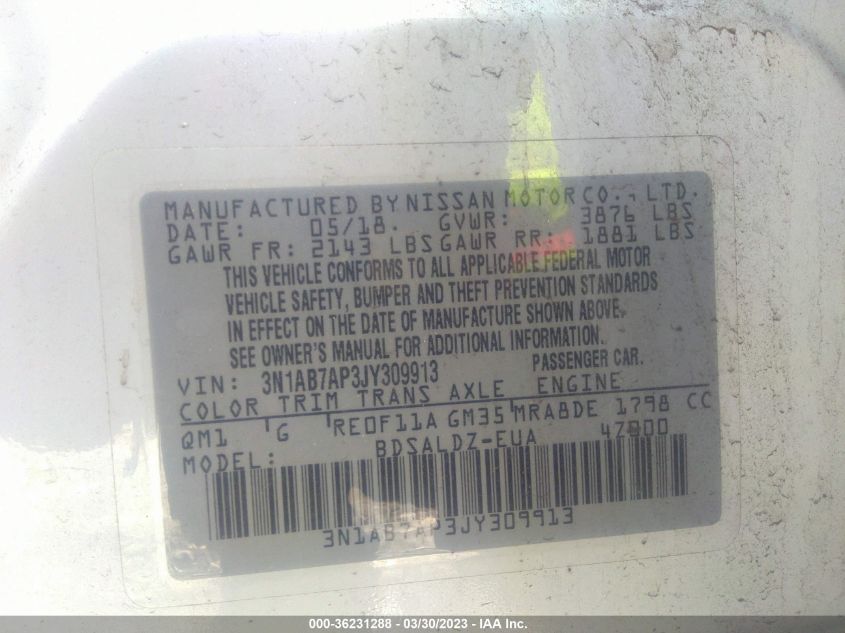 MANUFACTURED BY NISSAN MOTOR CO., LTD.
DATE: 05/18. GVWR: 3876 LBS
GAWR FR: 2143 LBS GAWR RR: 1881 LBS
THIS VEHICLE CONFORMS TO ALL APPLICABLE FEDERAL MOTOR
VEHICLE SAFETY, BUMPER AND THEFT PREVENTION STANDARDS
IN EFFECT ON THE DATE OF MANUFACTURE SHOWN ABOVE.
SEE OWNER'S MANUAL FOR ADDITIONAL INFORMATION.
VIN: 3N1AB7AP3JY309913 PASSENGER CAR.
COLOR TRIM TRANS AXLE ENGINE
QM1 G RE0F11A GM35 MRA8DE 1798 CC
MODEL: BDSALDZ-EUA
3N1AB7AP3JY309913
000-36231288 — 03/30/2023 — IAA Inc.